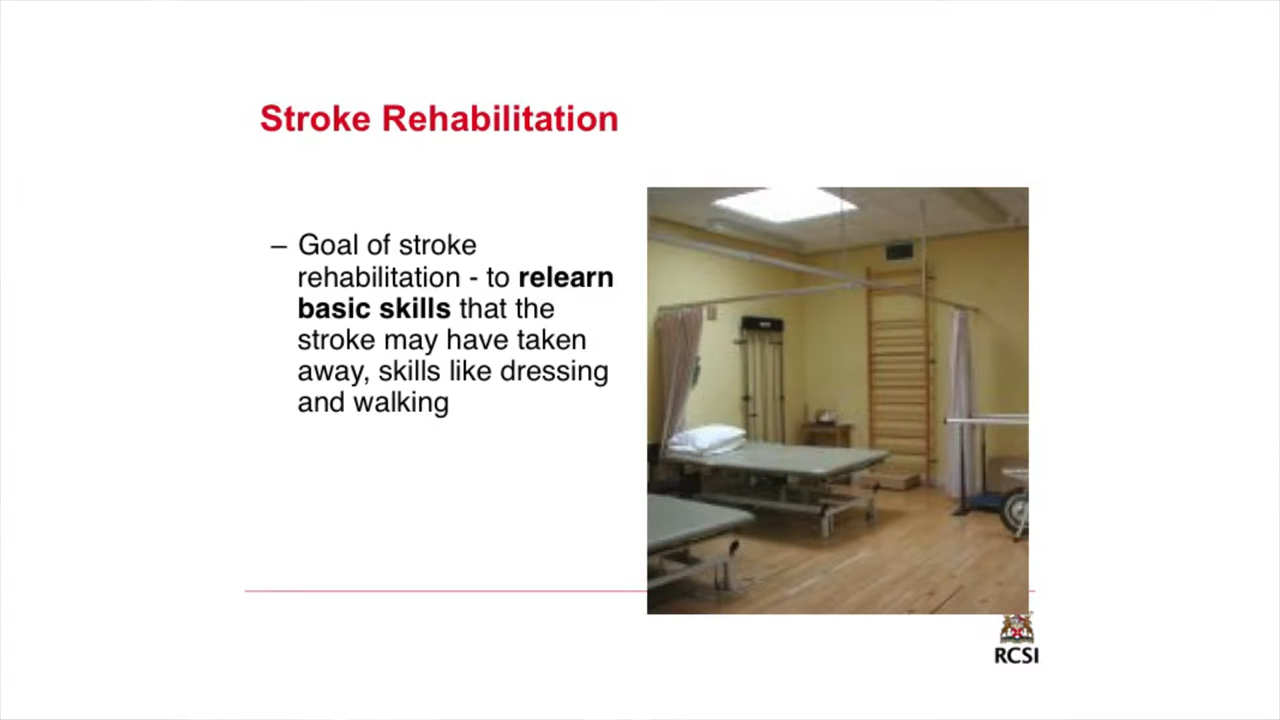 Stroke Rehabilitation
– Goal of stroke
rehabilitation - to relearn
basic skills that the
stroke may have taken
away, skills like dressing
and walking
RCSI